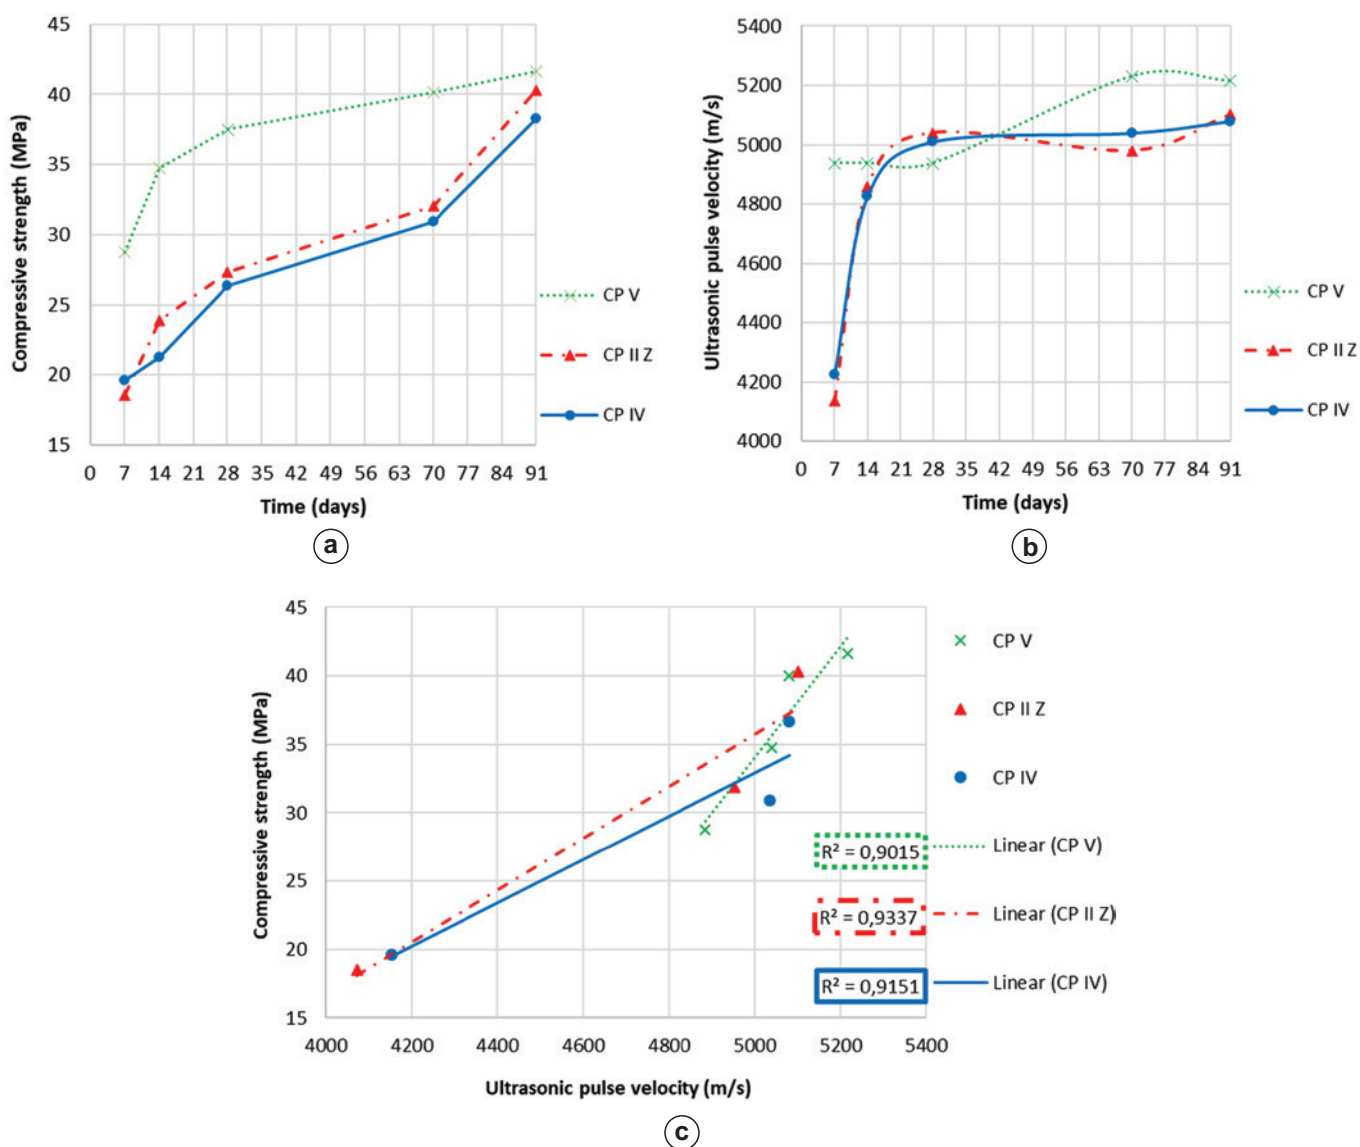 45
40
35
30
25
20
15
Compressive strength (MPa)
0 7 14 21 28 35 42 49 56 63 70 77 84 91
Time (days)
CP V
CP II Z
CP IV
a
5400
5200
5000
4800
4600
4400
4200
4000
Ultrasonic pulse velocity (m/s)
0 7 14 21 28 35 42 49 56 63 70 77 84 91
Time (days)
CP V
CP II Z
CP IV
b
45
40
35
30
25
20
15
Compressive strength (MPa)
4000 4200 4400 4600 4800 5000 5200 5400
Ultrasonic pulse velocity (m/s)
CP V
CP II Z
CP IV
R² = 0,9015 Linear (CP V)
R² = 0,9337 Linear (CP II Z)
R² = 0,9151 Linear (CP IV)
c